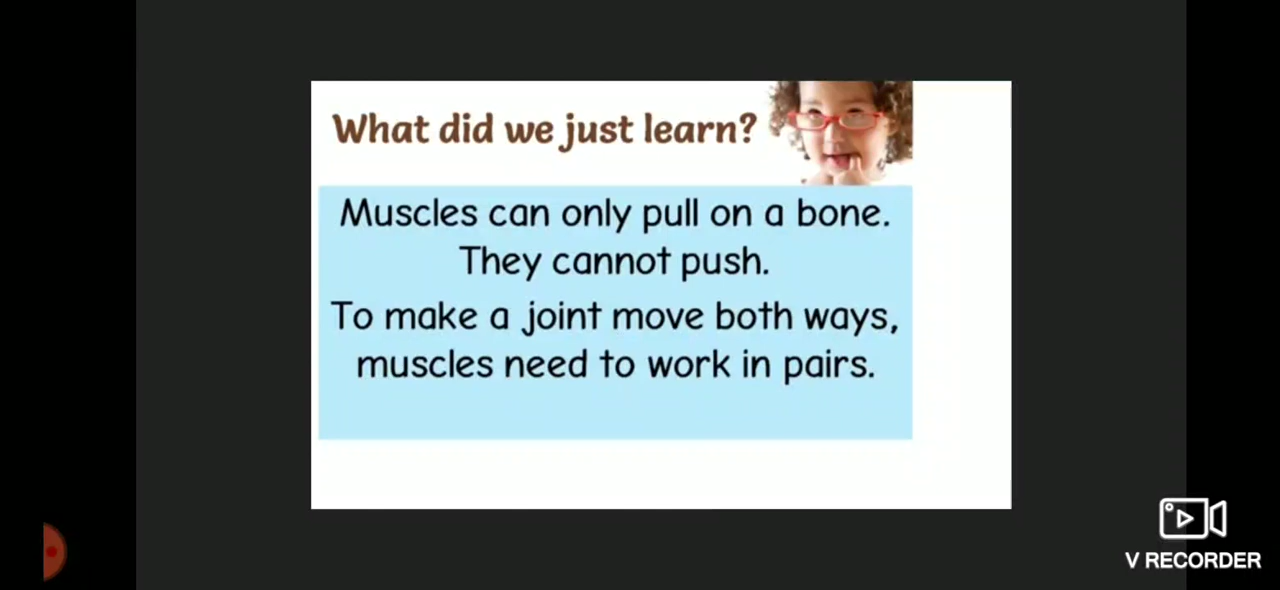 What did we just learn?
Muscles can only pull on a bone.
They cannot push.
To make a joint move both ways,
muscles need to work in pairs.
V RECORDER